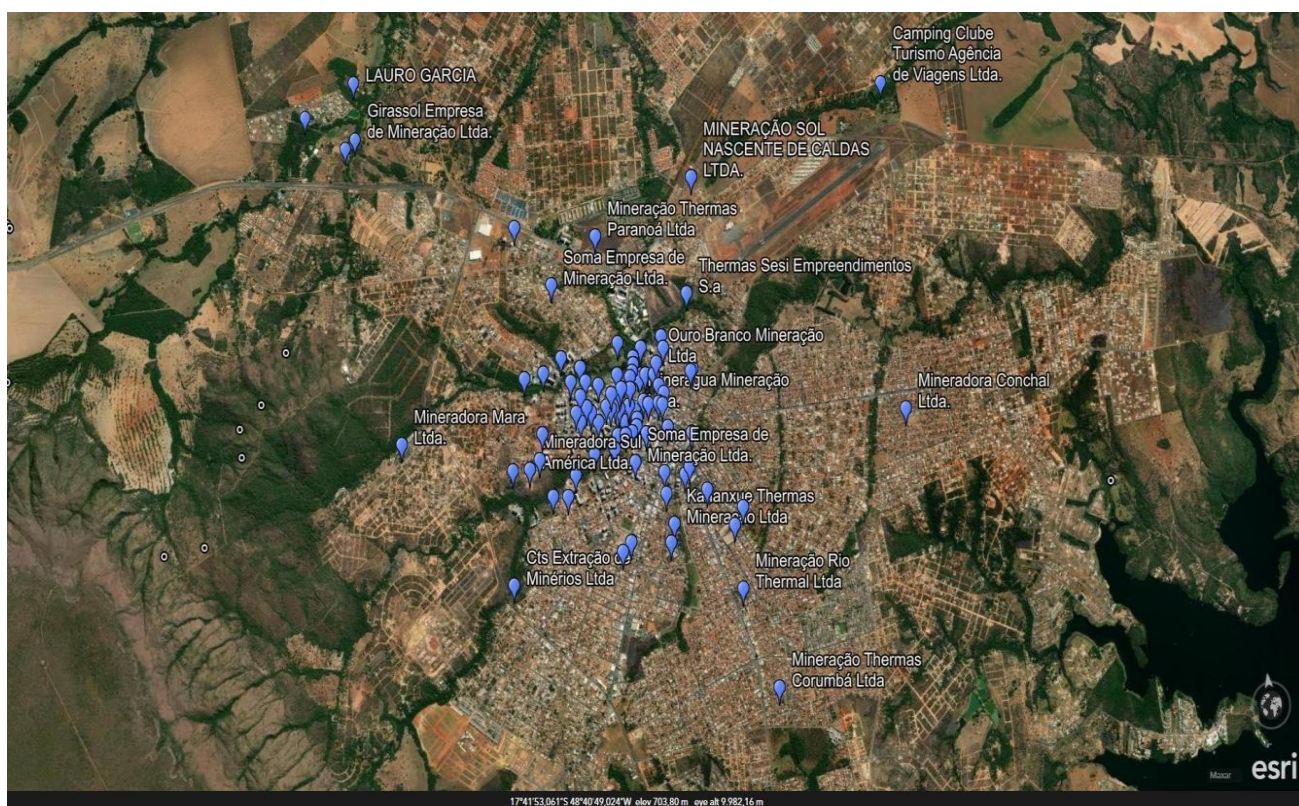 Camping Clube
Turismo Agência
de Viagens Ltda.
LAURO GARCIA
Girassol Empresa
de Mineração Ltda.
MINERAÇÃO SOL
NASCENTE DE CALDAS
LTDA.
Mineração Thermas
Paranoá Ltda
Soma Empresa de
Mineração Ltda.
Thermas Sesi Empreendimentos
S.a
Ouro Branco Mineração
Ltda
Mineração
Mineradora Conchal
Ltda.
Mineradora Mara
Ltda.
Mineradora Sul
América Ltda.
Soma Empresa de
Mineração Ltda.
Thermas
Ltda
Cts Extração de
Minérios Ltda
Mineração Rio
Thermal Ltda
Mineração Thermas
Corumbá Ltda
Maxar
esri
17°41'53,061"S 48°40'49,024"W elev 703,80 m eye alt 9.982,16 m